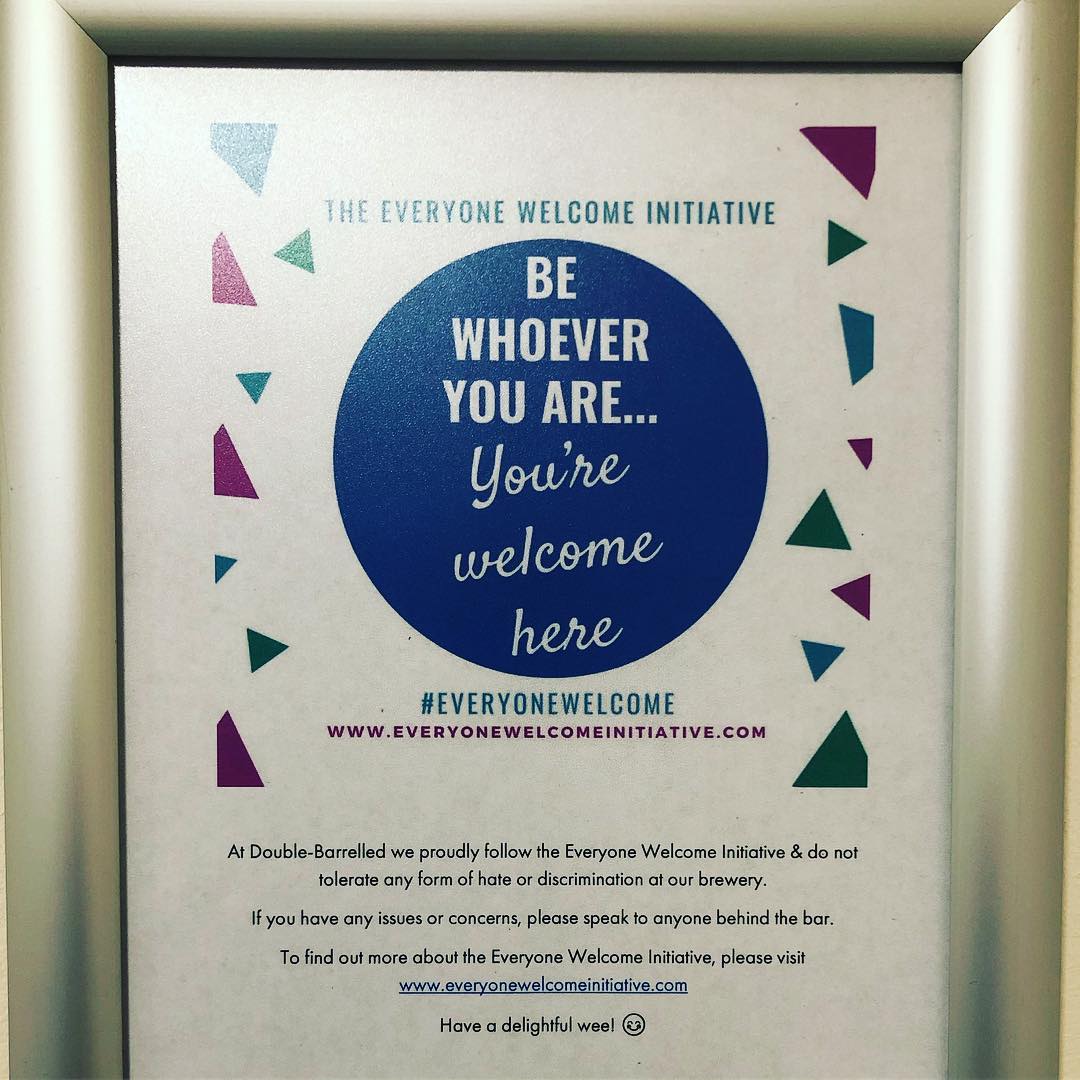 THE EVERYONE WELCOME INITIATIVE
BE
WHOEVER
YOU ARE...
You're
welcome
here
#EVERYONEWELCOME
WWW.EVERYONEWELCOMEINITIATIVE.COM
At Double-Barrelled we proudly follow the Everyone Welcome Initiative & do not
tolerate any form of hate or discrimination at our brewery.
If you have any issues or concerns, please speak to anyone behind the bar.
To find out more about the Everyone Welcome Initiative, please visit
www.everyonewelcomeinitiative.com
Have a delightful wee! 😊